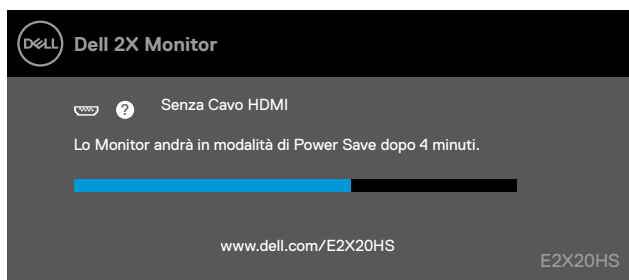 DELL Dell 2X Monitor
? Senza Cavo HDMI
Lo Monitor andrà in modalità di Power Save dopo 4 minuti.
www.dell.com/E2X20HS
E2X20HS